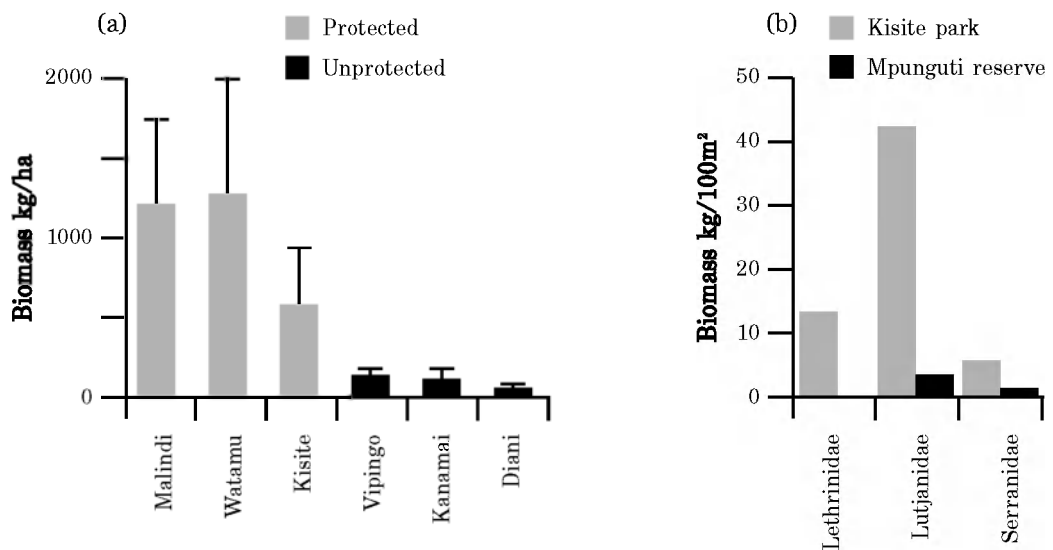 (a)
Protected
Unprotected
2000
1000
0
Biomass kg/ha
Malindi
Watamu
Kisite
Vipingo
Kanamai
Diani
(b)
Kisite park
Mpunguti reserve
50
40
30
20
10
0
Biomass kg/100m²
Lethrinidae
Lutjanidae
Serranidae